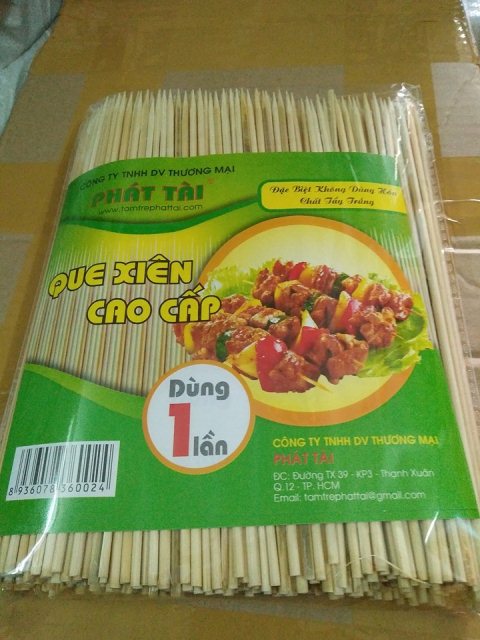 CÔNG TY TNHH DV THƯƠNG MẠI
PHÁT TÀI
www.tamtrephattai.com
Đặc Biệt Không Dùng Hóa
Chất Tẩy Trắng
QUE XIÊN
CAO CẤP
Dùng
1
lần
CÔNG TY TNHH DV THƯƠNG MẠI
PHÁT TÀI
ĐC: Đường TX 39 - KP3 - Thạnh Xuân
Q.12 - TP. HCM
Email: tamtrephattai@gmail.com
8 936078 360024